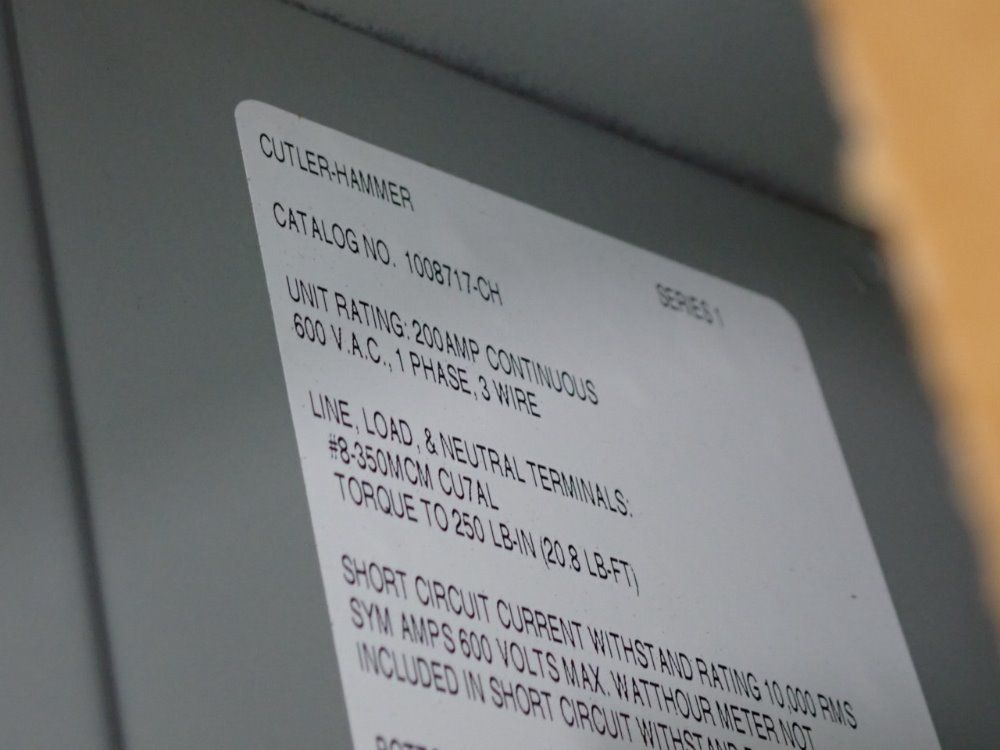 CUTLER-HAMMER
CATALOG NO. 1008717-CH SERIES 1
UNIT RATING: 200AMP CONTINUOUS
600 V.A.C., 1 PHASE, 3 WIRE
LINE, LOAD, & NEUTRAL TERMINALS:
#8-350MCM CU7AL
TORQUE TO 250 LB-IN (20.8 LB-FT)
SHORT CIRCUIT CURRENT WITHSTAND RATING 10,000 RMS
SYM AMPS 600 VOLTS MAX. WATTHOUR METER NOT
INCLUDED IN SHORT CIRCUIT WITHSTAND